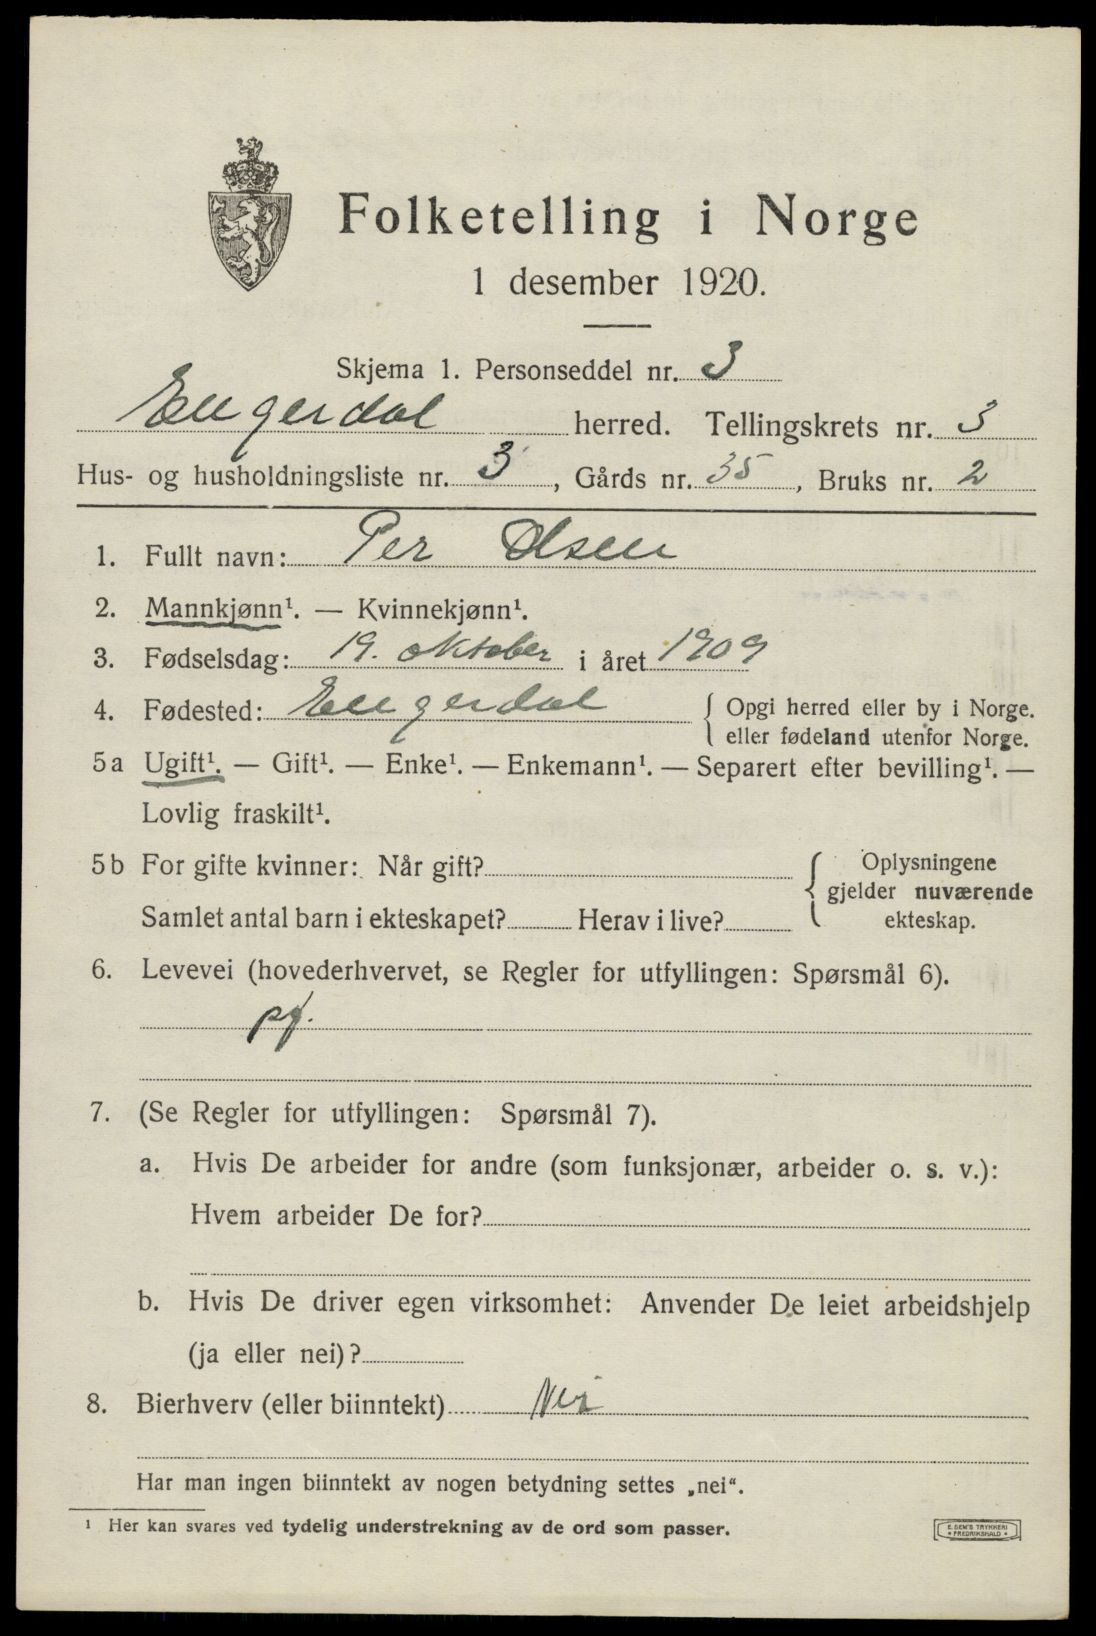 Folketelling i Norge
1 desember 1920.
Skjema 1. Personseddel nr. 3
Engerdal herred. Tellingskrets nr. 3
Hus- og husholdningsliste nr. 3, Gårds nr. 35, Bruks nr. 2
1. Fullt navn: Per Olsen
2. Mannkjønn¹. — Kvinnekjønn¹.
3. Fødselsdag: 19. oktober i året 1909
4. Fødested: Engerdal { Opgi herred eller by i Norge.
eller fødeland utenfor Norge.
5a Ugift¹. — Gift¹. — Enke¹. — Enkemann¹. — Separert efter bevilling¹. —
Lovlig fraskilt¹.
5b For gifte kvinner: Når gift? { Oplysningene
gjelder nuværende
Samlet antal barn i ekteskapet? Herav i live? ekteskap.
6. Levevei (hovederhvervet, se Regler for utfyllingen: Spørsmål 6).
pf.
7. (Se Regler for utfyllingen: Spørsmål 7).
a. Hvis De arbeider for andre (som funksjonær, arbeider o. s. v.):
Hvem arbeider De for?
b. Hvis De driver egen virksomhet: Anvender De leiet arbeidshjelp
(ja eller nei)?
8. Bierhverv (eller biinntekt) Nei
Har man ingen biinntekt av nogen betydning settes „nei“.
¹ Her kan svares ved tydelig understrekning av de ord som passer.
E. SEM'S TRYKKERI
• FREDRIKSHALD •